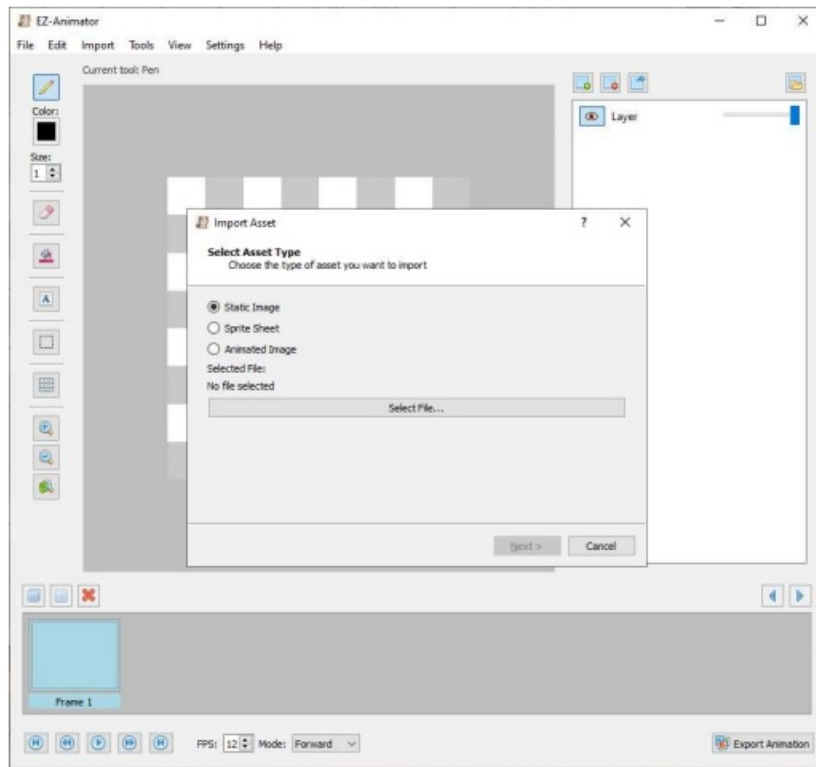 EZ-Animator
File Edit Import Tools View Settings Help
Current tool: Pen
Color:
Size:
1
A
Layer
Import Asset
?
Select Asset Type
Choose the type of asset you want to import
Static Image
Sprite Sheet
Animated Image
Selected File:
No file selected
Select File...
Next >
Cancel
Frame 1
FPS: 12 Mode: Forward
Export Animation